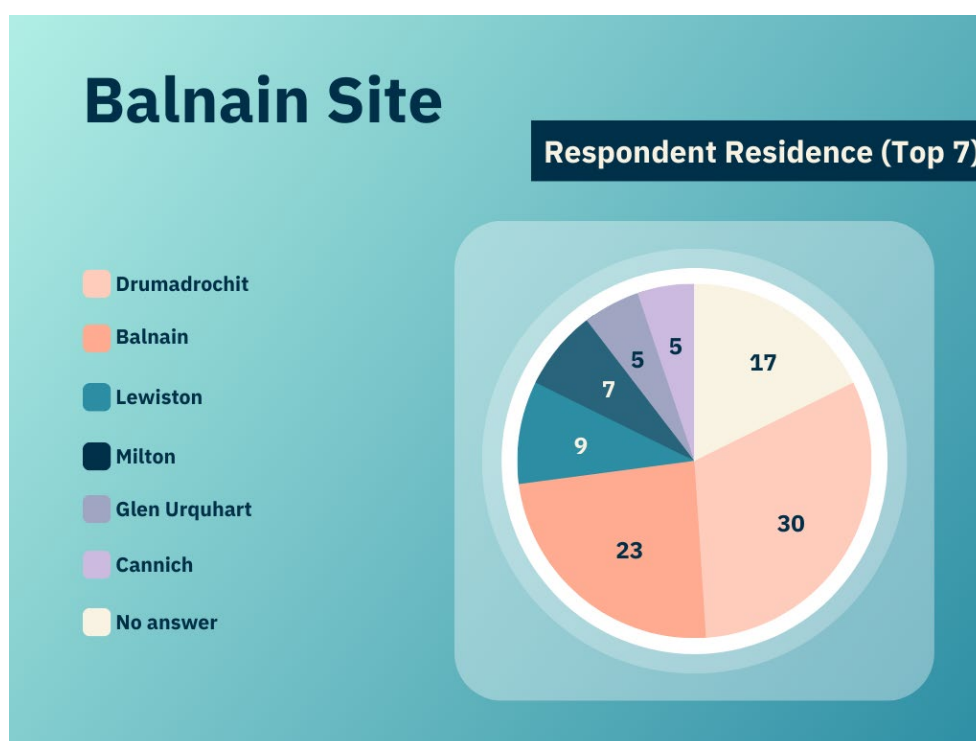 Balnain Site
Respondent Residence (Top 7)
Drumadrochit
Balnain
Lewiston
Milton
Glen Urquhart
Cannich
No answer
5
5
17
7
9
30
23